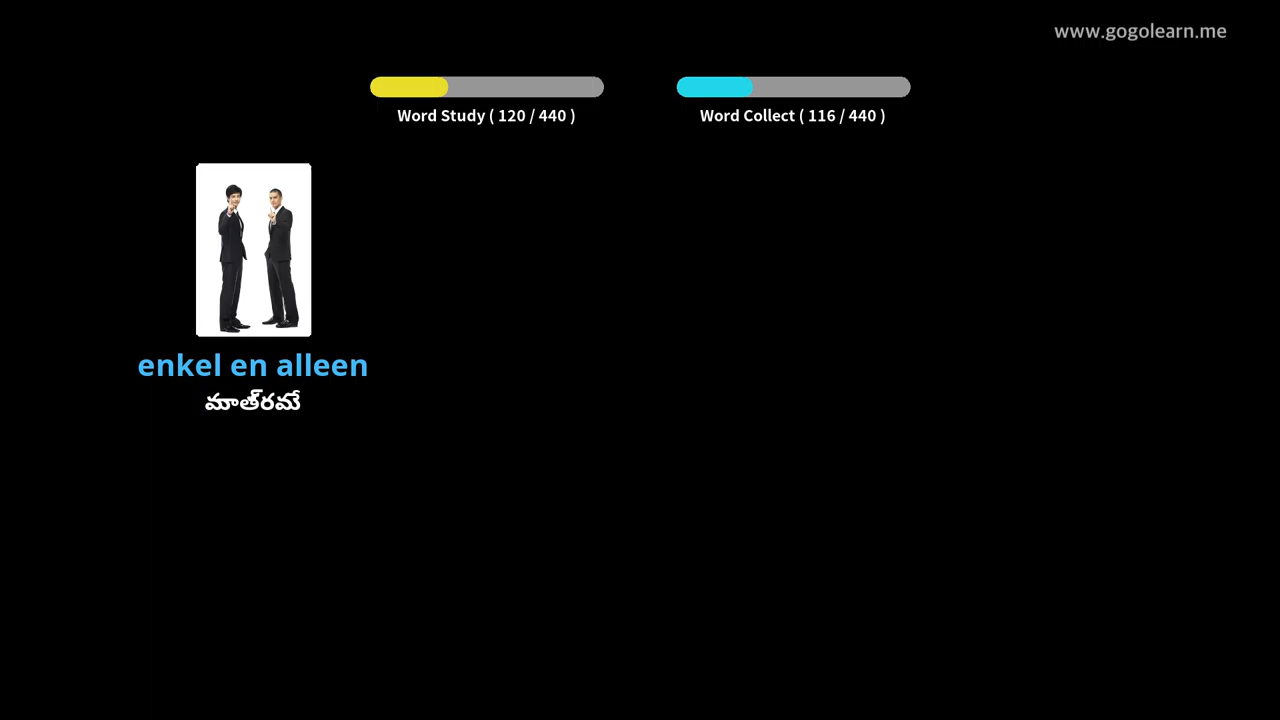 www.gogolearn.me
Word Study ( 120 / 440 )
Word Collect ( 116 / 440 )
enkel en alleen
మాత్రమే